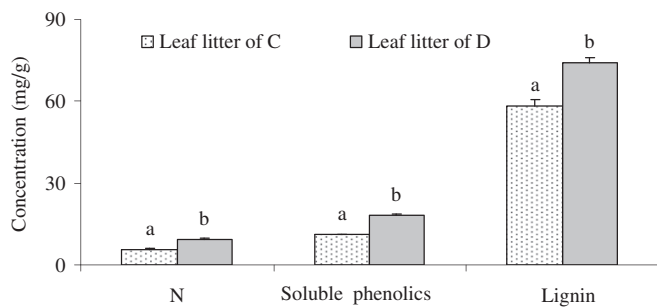 90
Leaf litter of C Leaf litter of D
b
a
60
Concentration (mg/g)
30
a b a b
0
N Soluble phenolics Lignin